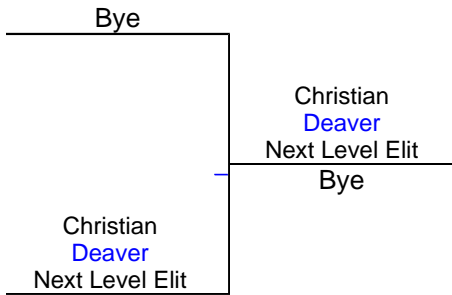 Bye
Christian
Deaver
Next Level Elit
Bye
Christian
Deaver
Next Level Elit